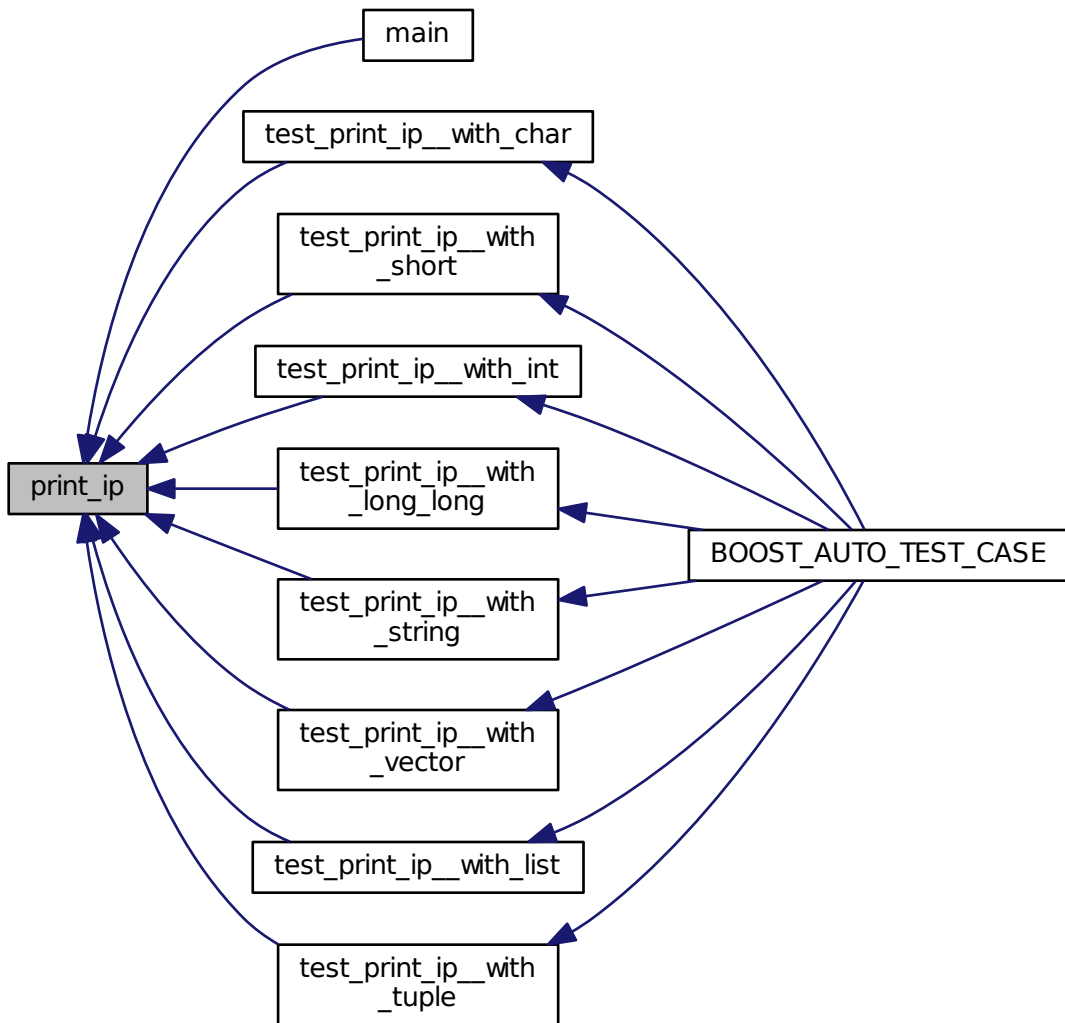 main
test_print_ip__with_char
test_print_ip__with
_short
test_print_ip__with_int
print_ip
test_print_ip__with
_long_long
BOOST_AUTO_TEST_CASE
test_print_ip__with
_string
test_print_ip__with
_vector
test_print_ip__with_list
test_print_ip__with
_tuple